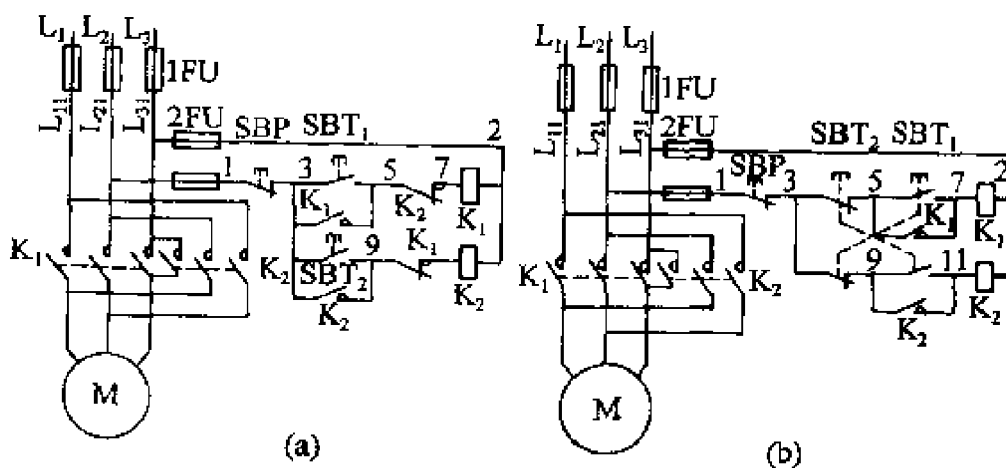 L₁ L₂ L₃
1FU
L₁₁ L₂₁ L₃₁
2FU SBP SBT₁ 2
1 3 5 7
K₁ K₂ K₁
K₁ K₂ 9 K₁
SBT₂ K₂
K₂
M
(a)
L₁ L₂ L₃
1FU
L₁₁ L₂₁ L₃₁
2FU SBT₂ SBT₁
1 SBP 3 5 7 2
K₁ K₁
K₁ K₂ 9 11
K₂ K₂
M
(b)